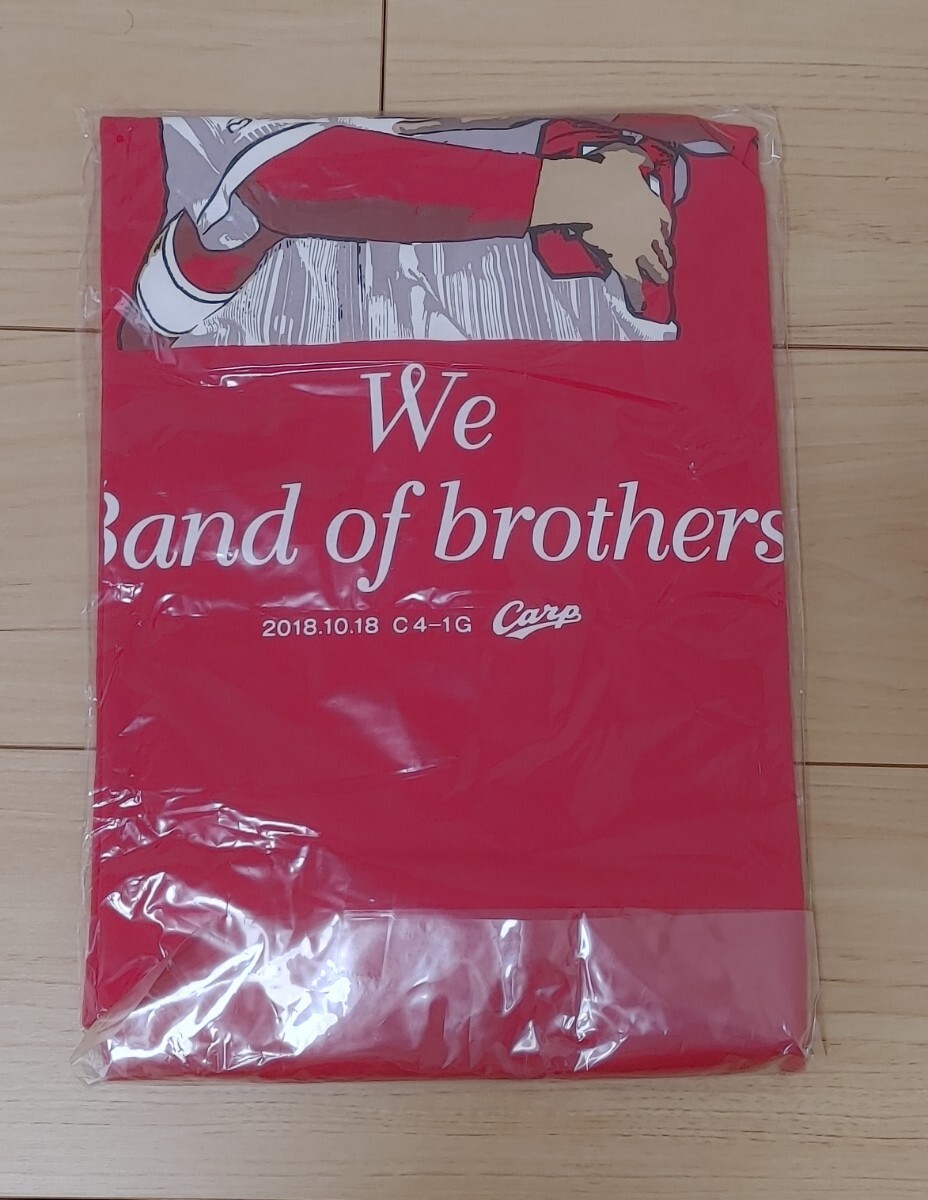 We
Band of brothers
2018.10.18 C4-1G Carp